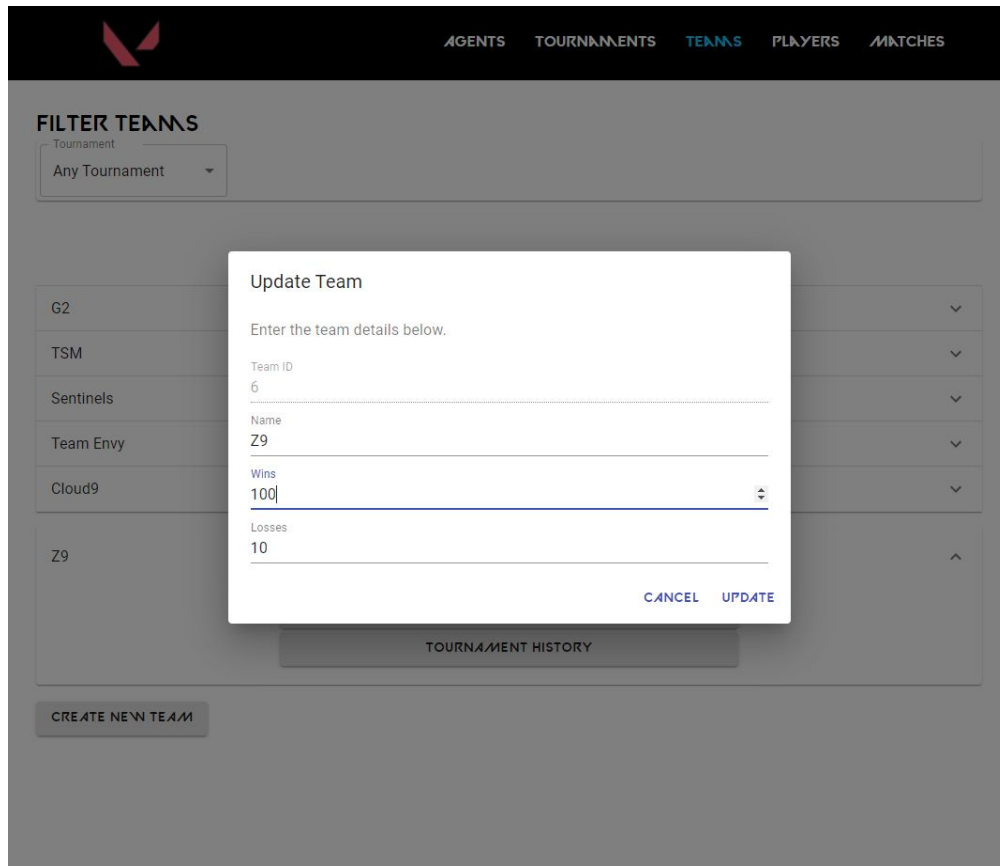 AGENTS TOURNAMENTS TEAMS PLAYERS MATCHES
FILTER TEAMS
Tournament
Any Tournament
G2
TSM
Sentinels
Team Envy
Cloud9
Z9
Update Team
Enter the team details below.
Team ID
6
Name
Z9
Wins
100
Losses
10
CANCEL UPDATE
TOURNAMENT HISTORY
CREATE NEW TEAM